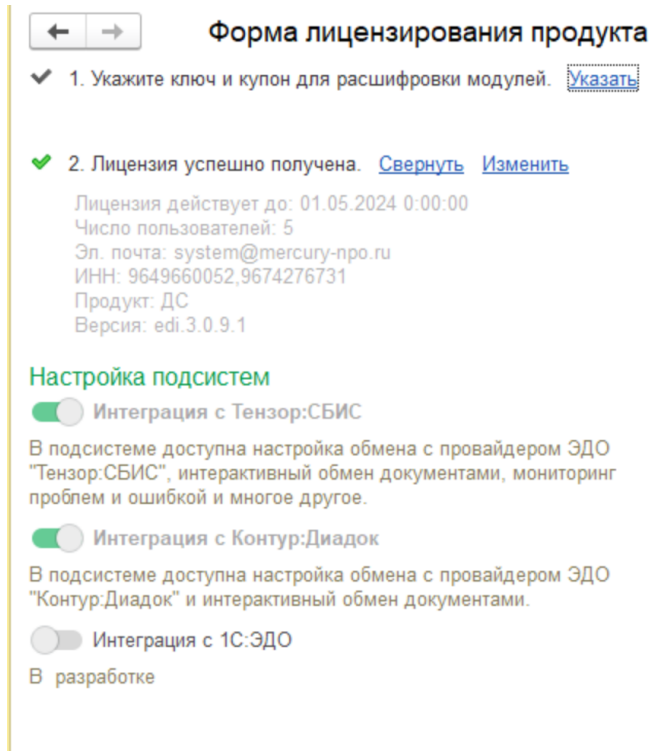 Форма лицензирования продукта
1. Укажите ключ и купон для расшифровки модулей. Указать
2. Лицензия успешно получена. Свернуть Изменить
Лицензия действует до: 01.05.2024 0:00:00
Число пользователей: 5
Эл. почта: system@mercury-npo.ru
ИНН: 9649660052,9674276731
Продукт: ДС
Версия: edi.3.0.9.1
Настройка подсистем
Интеграция с Тензор:СБИС
В подсистеме доступна настройка обмена с провайдером ЭДО
"Тензор:СБИС", интерактивный обмен документами, мониторинг
проблем и ошибкой и многое другое.
Интеграция с Контур:Диадок
В подсистеме доступна настройка обмена с провайдером ЭДО
"Контур:Диадок" и интерактивный обмен документами.
Интеграция с 1С:ЭДО
В разработке